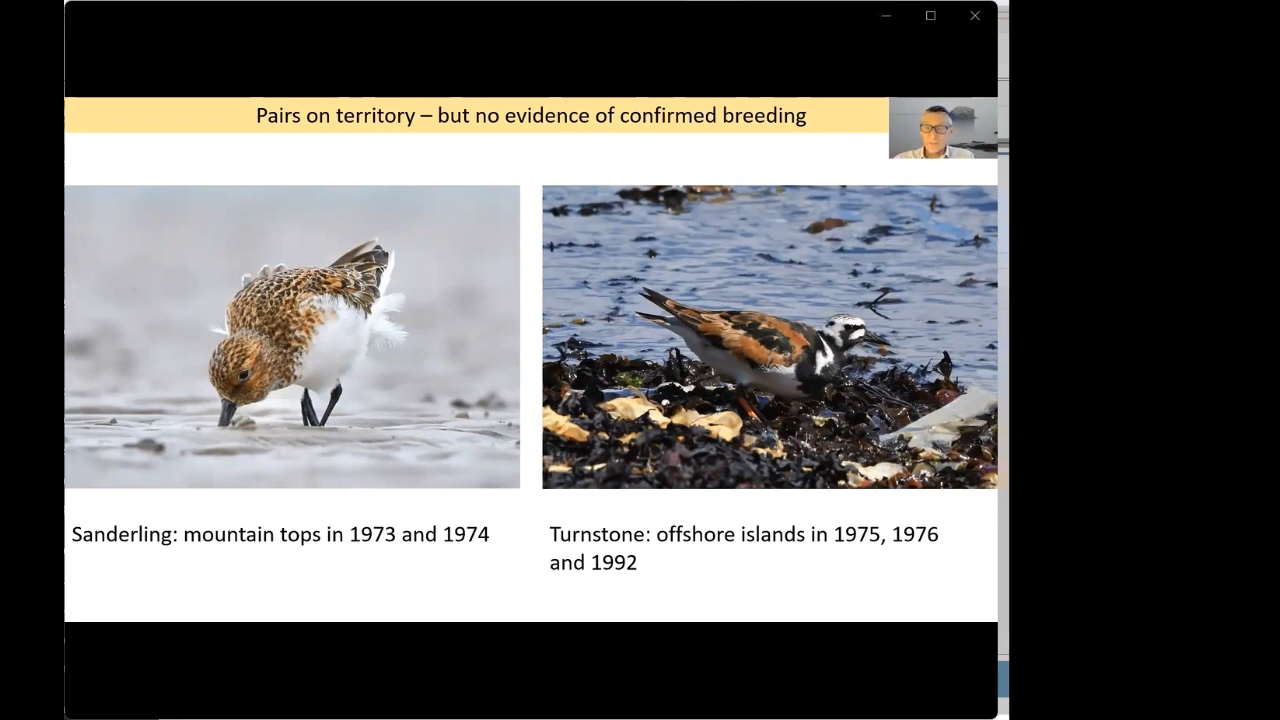 Pairs on territory – but no evidence of confirmed breeding
Sanderling: mountain tops in 1973 and 1974
Turnstone: offshore islands in 1975, 1976
and 1992